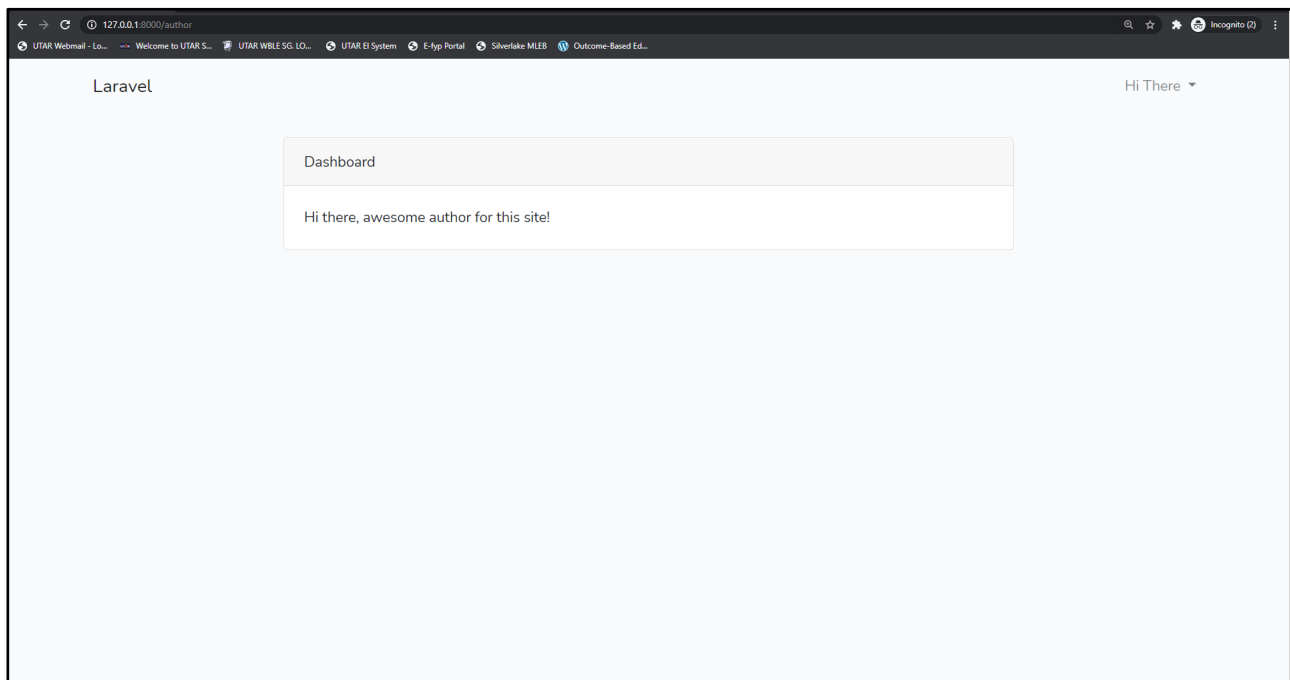 127.0.0.1:8000/author
Incognito (2)
UTAR Webmail - Lo...
Welcome to UTAR S...
UTAR WBLE SG. LO...
UTAR EI System
E-fyp Portal
Silverlake MLEB
Outcome-Based Ed...
Laravel
Hi There
Dashboard
Hi there, awesome author for this site!